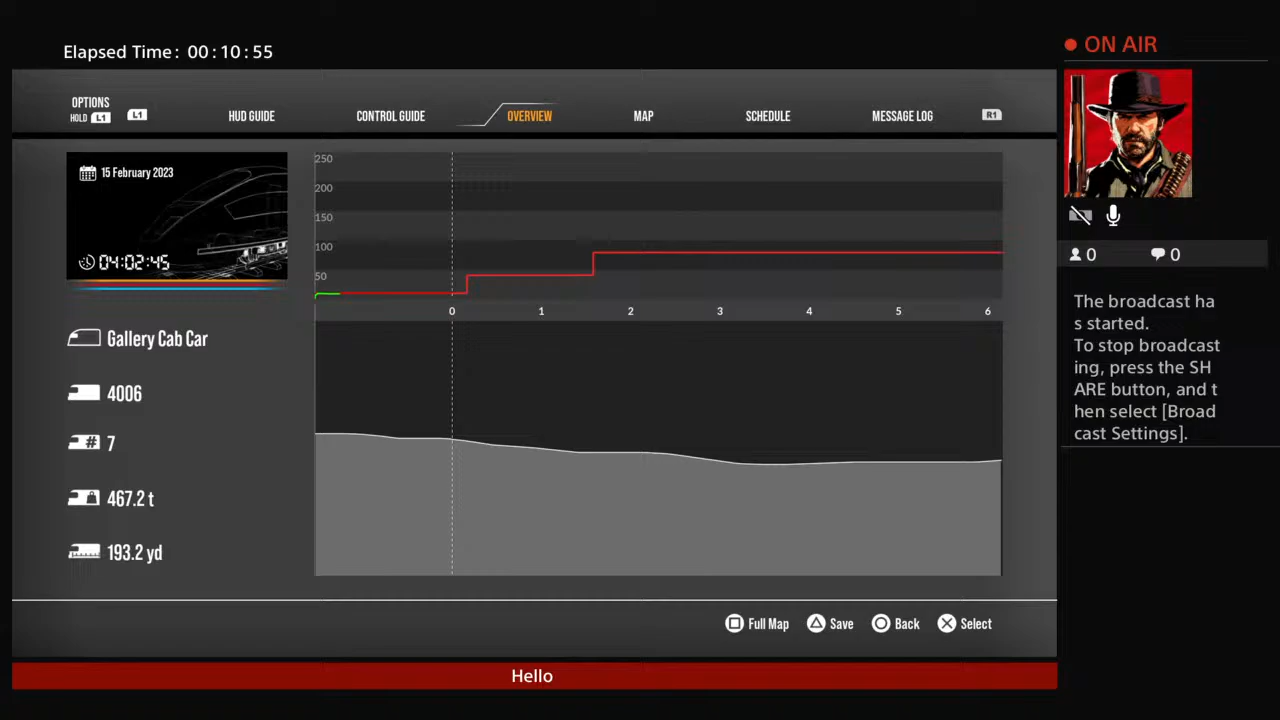 Elapsed Time: 00:10:55
ON AIR
OPTIONS
HOLD L1
L1
HUD GUIDE
CONTROL GUIDE
OVERVIEW
MAP
SCHEDULE
MESSAGE LOG
R1
15 February 2023
04:02:45
250
200
150
100
50
0 1 2 3 4 5 6
Gallery Cab Car
4006
# 7
467.2 t
193.2 yd
0 0
The broadcast ha
s started.
To stop broadcast
ing, press the SH
ARE button, and t
hen select [Broad
cast Settings].
Full Map Save Back Select
Hello